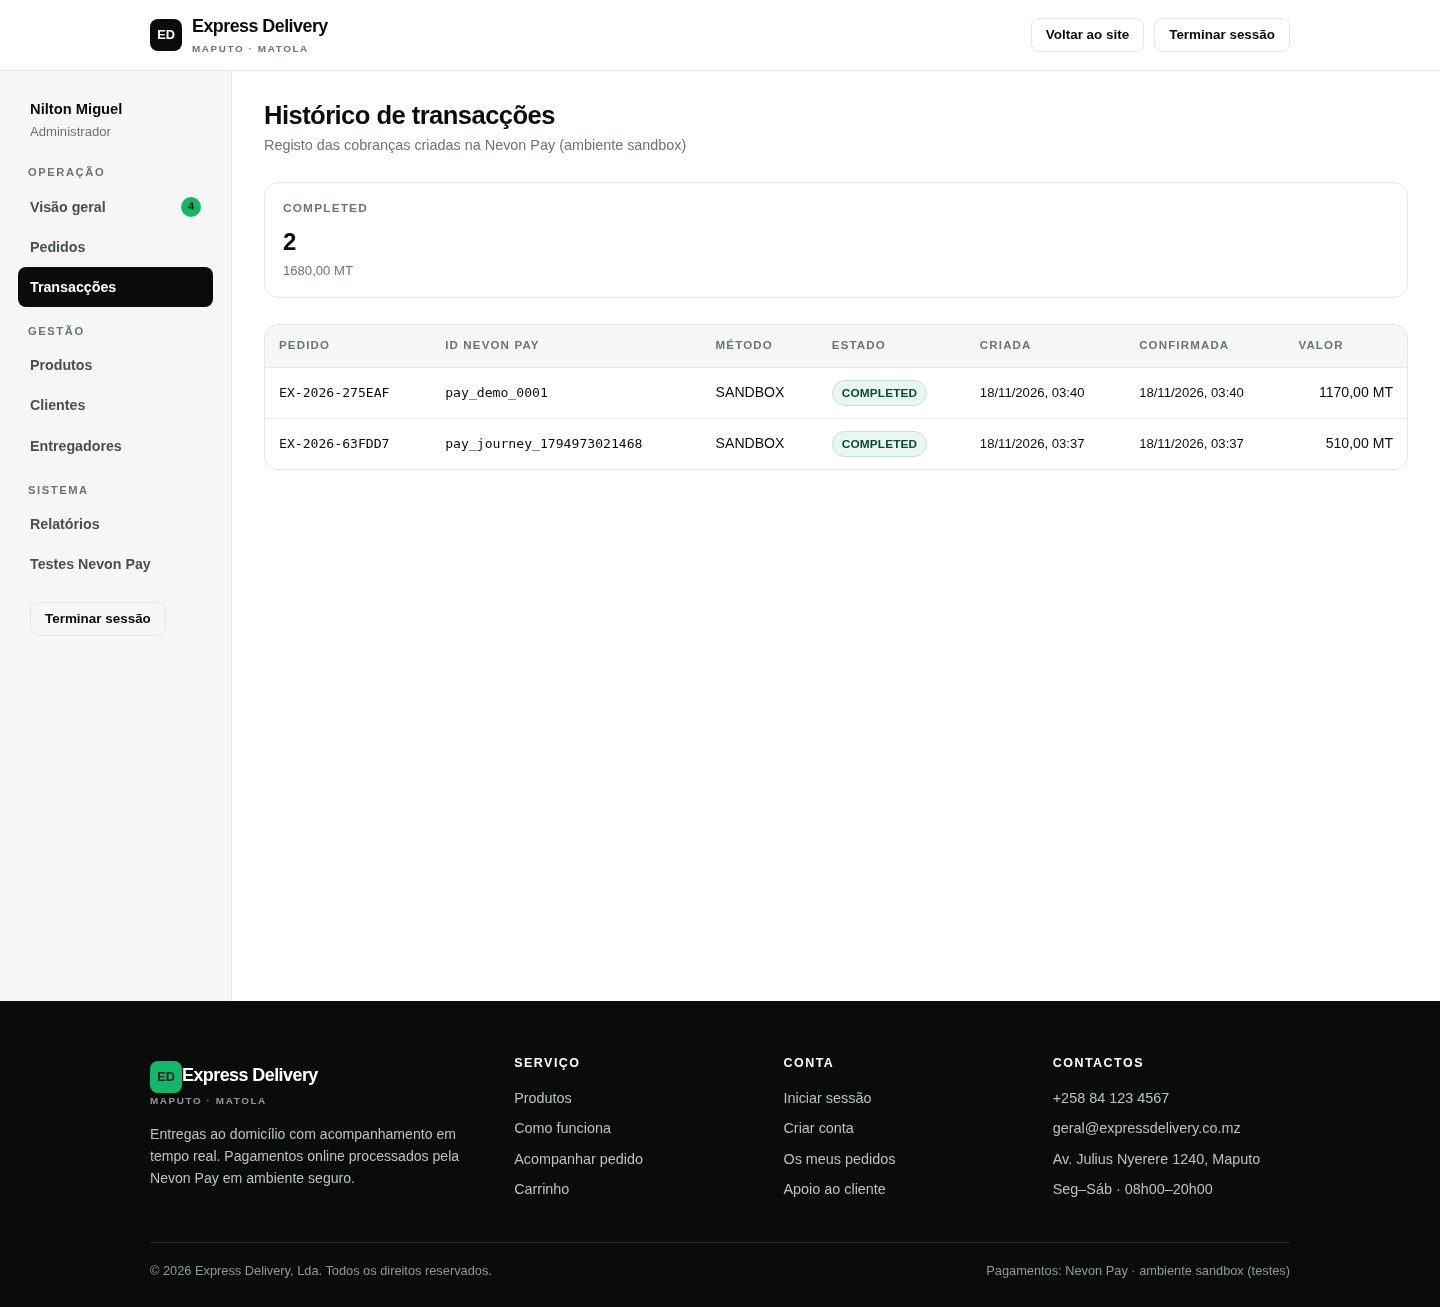 ED
Express Delivery
MAPUTO · MATOLA
Voltar ao site
Terminar sessão
Nilton Miguel
Administrador
OPERAÇÃO
Visão geral 4
Pedidos
Transacções
GESTÃO
Produtos
Clientes
Entregadores
SISTEMA
Relatórios
Testes Nevon Pay
Terminar sessão
Histórico de transacções
Registo das cobranças criadas na Nevon Pay (ambiente sandbox)
COMPLETED
2
1680,00 MT
PEDIDO ID NEVON PAY MÉTODO ESTADO CRIADA CONFIRMADA VALOR
EX-2026-275EAF pay_demo_0001 SANDBOX COMPLETED 18/11/2026, 03:40 18/11/2026, 03:40 1170,00 MT
EX-2026-63FDD7 pay_journey_1794973021468 SANDBOX COMPLETED 18/11/2026, 03:37 18/11/2026, 03:37 510,00 MT
ED Express Delivery
MAPUTO · MATOLA
Entregas ao domicílio com acompanhamento em
tempo real. Pagamentos online processados pela
Nevon Pay em ambiente seguro.
SERVIÇO
Produtos
Como funciona
Acompanhar pedido
Carrinho
CONTA
Iniciar sessão
Criar conta
Os meus pedidos
Apoio ao cliente
CONTACTOS
+258 84 123 4567
geral@expressdelivery.co.mz
Av. Julius Nyerere 1240, Maputo
Seg–Sáb · 08h00–20h00
© 2026 Express Delivery, Lda. Todos os direitos reservados.
Pagamentos: Nevon Pay · ambiente sandbox (testes)